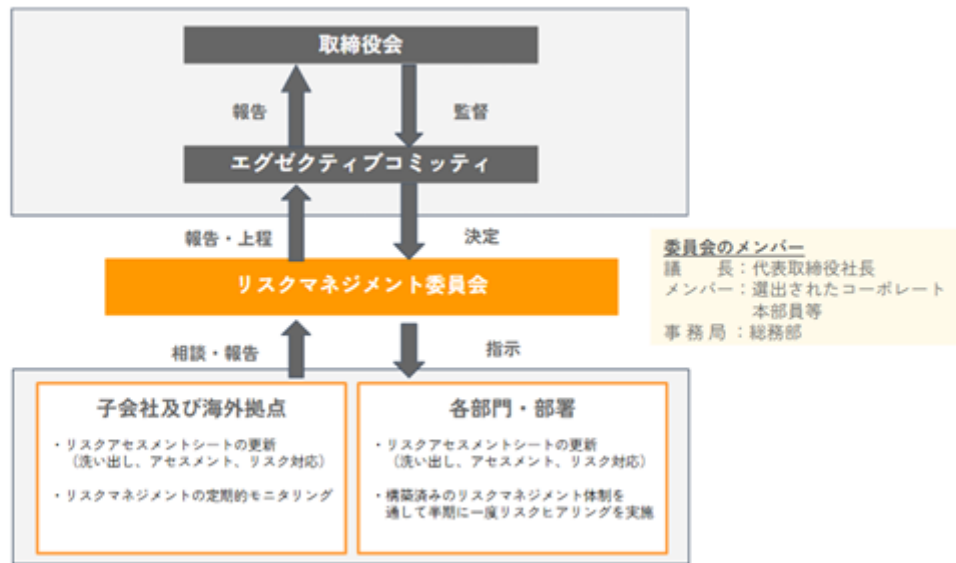 取締役会
報告
監督
エグゼクティブコミッティ
報告・上程
決定
リスクマネジメント委員会
委員会のメンバー
議　　長：代表取締役社長
メンバー：選出されたコーポレート
本部員等
事 務 局 ：総務部
相談・報告
指示
子会社及び海外拠点
・リスクアセスメントシートの更新
（洗い出し、アセスメント、リスク対応）
・リスクマネジメントの定期的モニタリング
各部門・部署
・リスクアセスメントシートの更新
（洗い出し、アセスメント、リスク対応）
・構築済みのリスクマネジメント体制を
通して半期に一度リスクヒアリングを実施